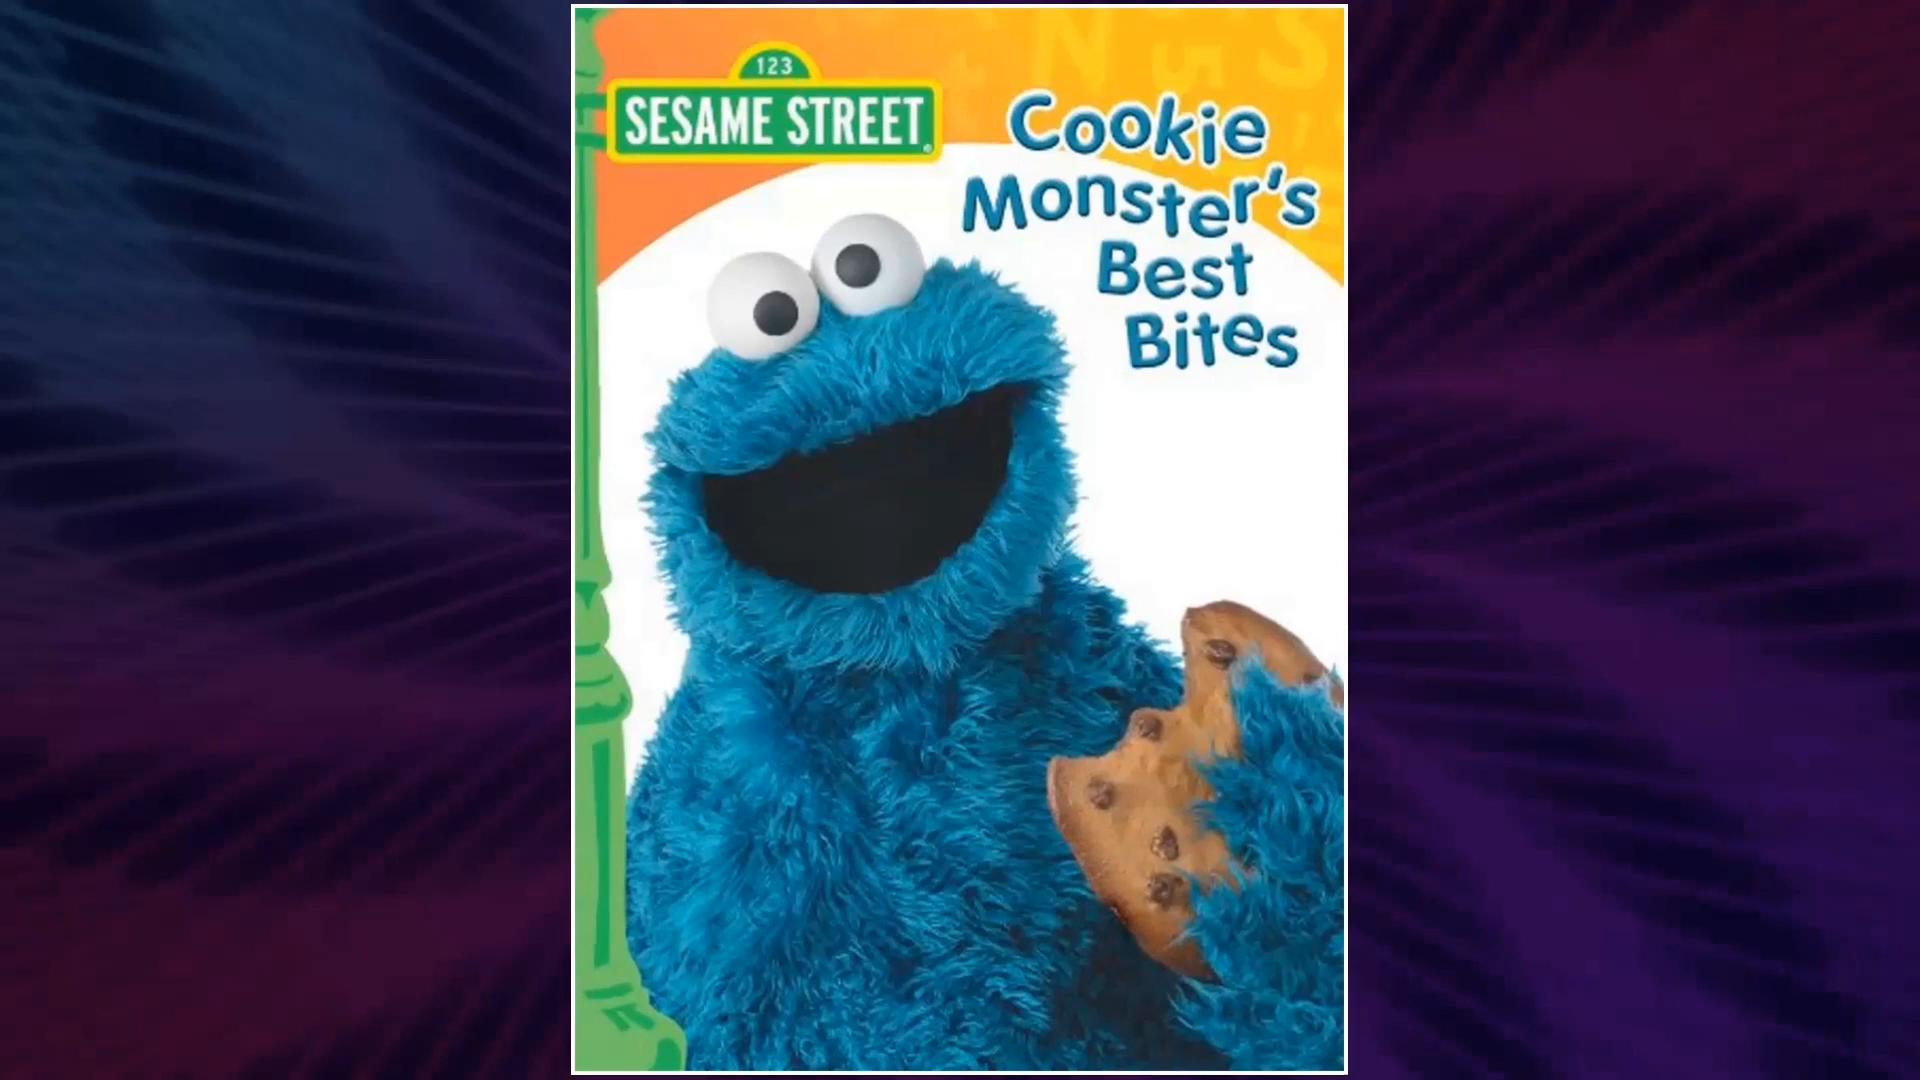 123
SESAME STREET®
Cookie
Monster's
Best
Bites